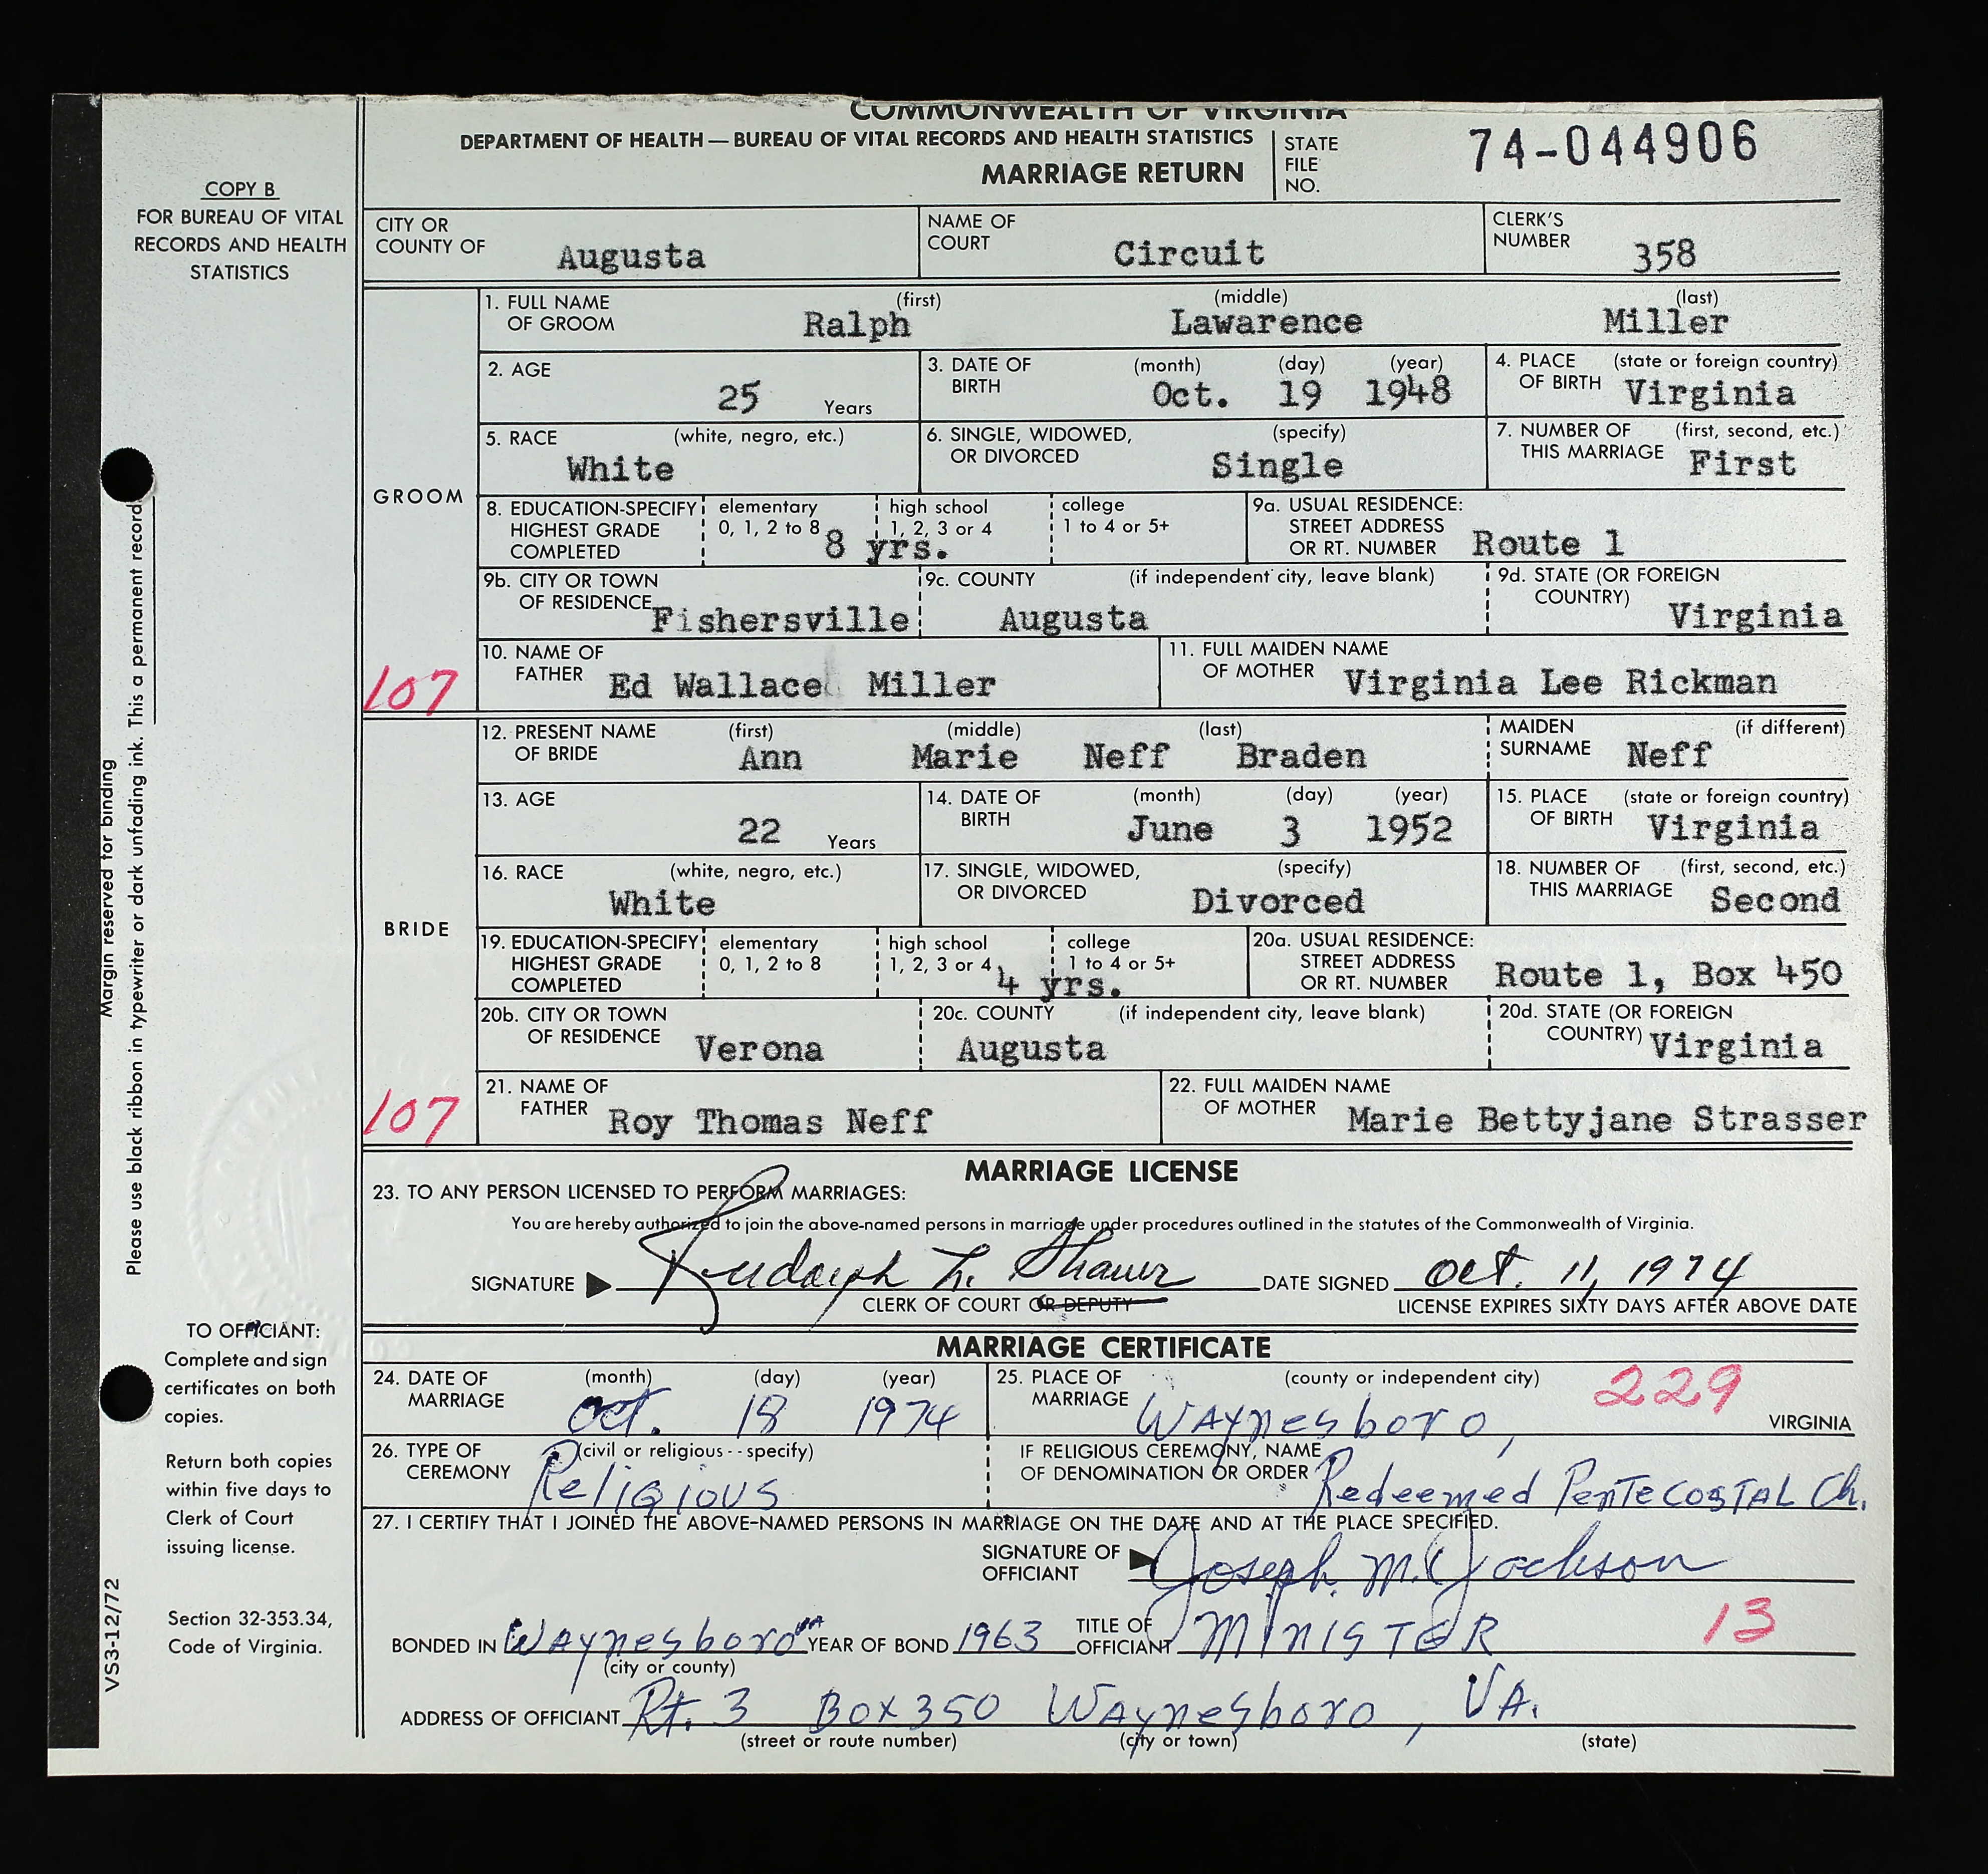 COMMONWEALTH OF VIRGINIA
DEPARTMENT OF HEALTH — BUREAU OF VITAL RECORDS AND HEALTH STATISTICS
MARRIAGE RETURN
STATE FILE NO. 74-044906
COPY B
FOR BUREAU OF VITAL
RECORDS AND HEALTH
STATISTICS
CITY OR COUNTY OF Augusta
NAME OF COURT Circuit
CLERK'S NUMBER 358
GROOM
1. FULL NAME OF GROOM (first) Ralph (middle) Lawarence (last) Miller
2. AGE 25 Years
3. DATE OF BIRTH (month) Oct. (day) 19 (year) 1948
4. PLACE OF BIRTH (state or foreign country) Virginia
5. RACE (white, negro, etc.) White
6. SINGLE, WIDOWED, OR DIVORCED (specify) Single
7. NUMBER OF THIS MARRIAGE (first, second, etc.) First
8. EDUCATION-SPECIFY HIGHEST GRADE COMPLETED elementary 0, 1, 2 to 8 high school 1, 2, 3 or 4 college 1 to 4 or 5+ 8 yrs.
9a. USUAL RESIDENCE: STREET ADDRESS OR RT. NUMBER Route 1
9b. CITY OR TOWN OF RESIDENCE Fishersville
9c. COUNTY (if independent city, leave blank) Augusta
9d. STATE (OR FOREIGN COUNTRY) Virginia
10. NAME OF FATHER Ed Wallace Miller
11. FULL MAIDEN NAME OF MOTHER Virginia Lee Rickman
107
BRIDE
12. PRESENT NAME OF BRIDE (first) Ann (middle) Marie Neff (last) Braden
MAIDEN SURNAME (if different) Neff
13. AGE 22 Years
14. DATE OF BIRTH (month) June (day) 3 (year) 1952
15. PLACE OF BIRTH (state or foreign country) Virginia
16. RACE (white, negro, etc.) White
17. SINGLE, WIDOWED, OR DIVORCED (specify) Divorced
18. NUMBER OF THIS MARRIAGE (first, second, etc.) Second
19. EDUCATION-SPECIFY HIGHEST GRADE COMPLETED elementary 0, 1, 2 to 8 high school 1, 2, 3 or 4 college 1 to 4 or 5+ 4 yrs.
20a. USUAL RESIDENCE: STREET ADDRESS OR RT. NUMBER Route 1, Box 450
20b. CITY OR TOWN OF RESIDENCE Verona
20c. COUNTY (if independent city, leave blank) Augusta
20d. STATE (OR FOREIGN COUNTRY) Virginia
21. NAME OF FATHER Roy Thomas Neff
22. FULL MAIDEN NAME OF MOTHER Marie Bettyjane Strasser
107
MARRIAGE LICENSE
23. TO ANY PERSON LICENSED TO PERFORM MARRIAGES:
You are hereby authorized to join the above-named persons in marriage under procedures outlined in the statutes of the Commonwealth of Virginia.
SIGNATURE Rudolph L. Shaver DATE SIGNED Oct. 11, 1974
CLERK OF COURT OR DEPUTY LICENSE EXPIRES SIXTY DAYS AFTER ABOVE DATE
MARRIAGE CERTIFICATE
24. DATE OF MARRIAGE (month) Oct. (day) 18 (year) 1974
25. PLACE OF MARRIAGE (county or independent city) Waynesboro, VIRGINIA
229
26. TYPE OF CEREMONY (civil or religious - - specify) Religious
IF RELIGIOUS CEREMONY, NAME OF DENOMINATION OR ORDER Redeemed Pentecostal Ch.
27. I CERTIFY THAT I JOINED THE ABOVE-NAMED PERSONS IN MARRIAGE ON THE DATE AND AT THE PLACE SPECIFIED.
SIGNATURE OF OFFICIANT Joseph M. Jackson
BONDED IN Waynesboro VA YEAR OF BOND 1963 TITLE OF OFFICIANT Minister
(city or county)
13
ADDRESS OF OFFICIANT Rt. 3 Box 350 Waynesboro, VA.
(street or route number) (city or town) (state)
Margin reserved for binding
Please use black ribbon in typewriter or dark unfading ink. This a permanent record
TO OFFICIANT:
Complete and sign
certificates on both
copies.
Return both copies
within five days to
Clerk of Court
issuing license.
Section 32-353.34,
Code of Virginia.
VS3-12/72